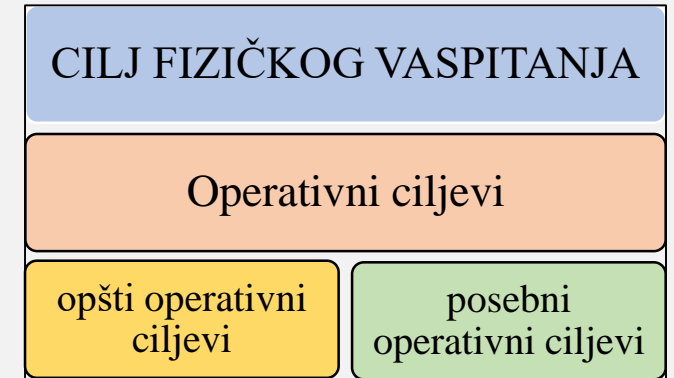 CILJ FIZIČKOG VASPITANJA
Operativni ciljevi
opšti operativni
ciljevi
posebni
operativni ciljevi